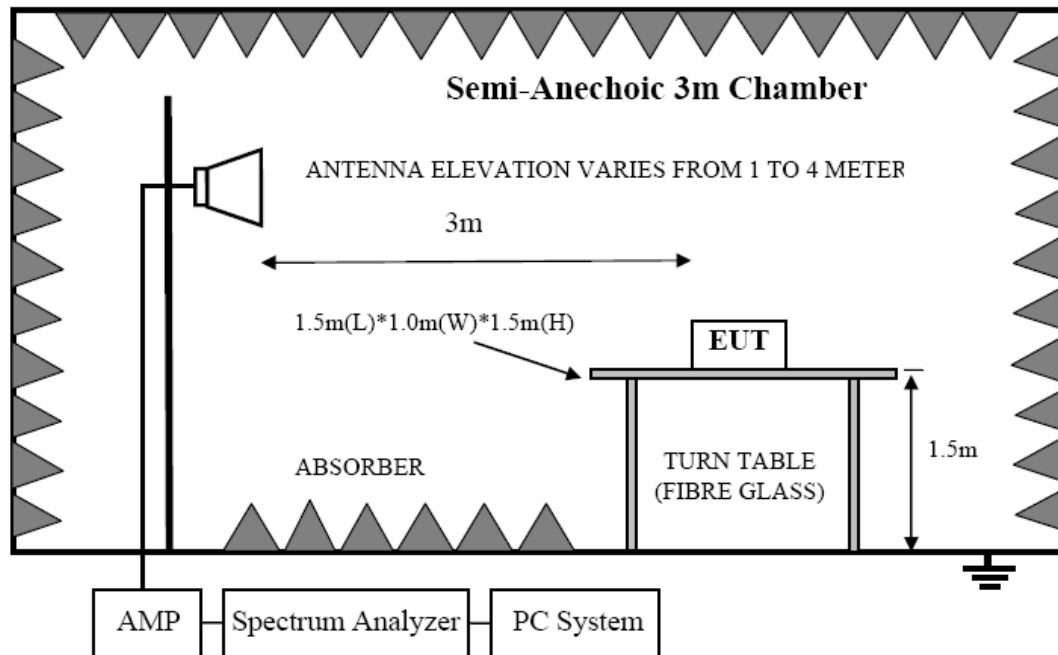 Semi-Anechoic 3m Chamber
ANTENNA ELEVATION VARIES FROM 1 TO 4 METER
3m
1.5m(L)*1.0m(W)*1.5m(H)
EUT
1.5m
ABSORBER
TURN TABLE
(FIBRE GLASS)
AMP
Spectrum Analyzer
PC System